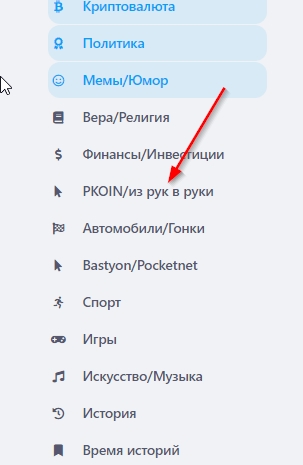 Криптовалюта
Политика
Мемы/Юмор
Вера/Религия
Финансы/Инвестиции
PKOIN/из рук в руки
Автомобили/Гонки
Bastyon/Pocketnet
Спорт
Игры
Искусство/Музыка
История
Время историй